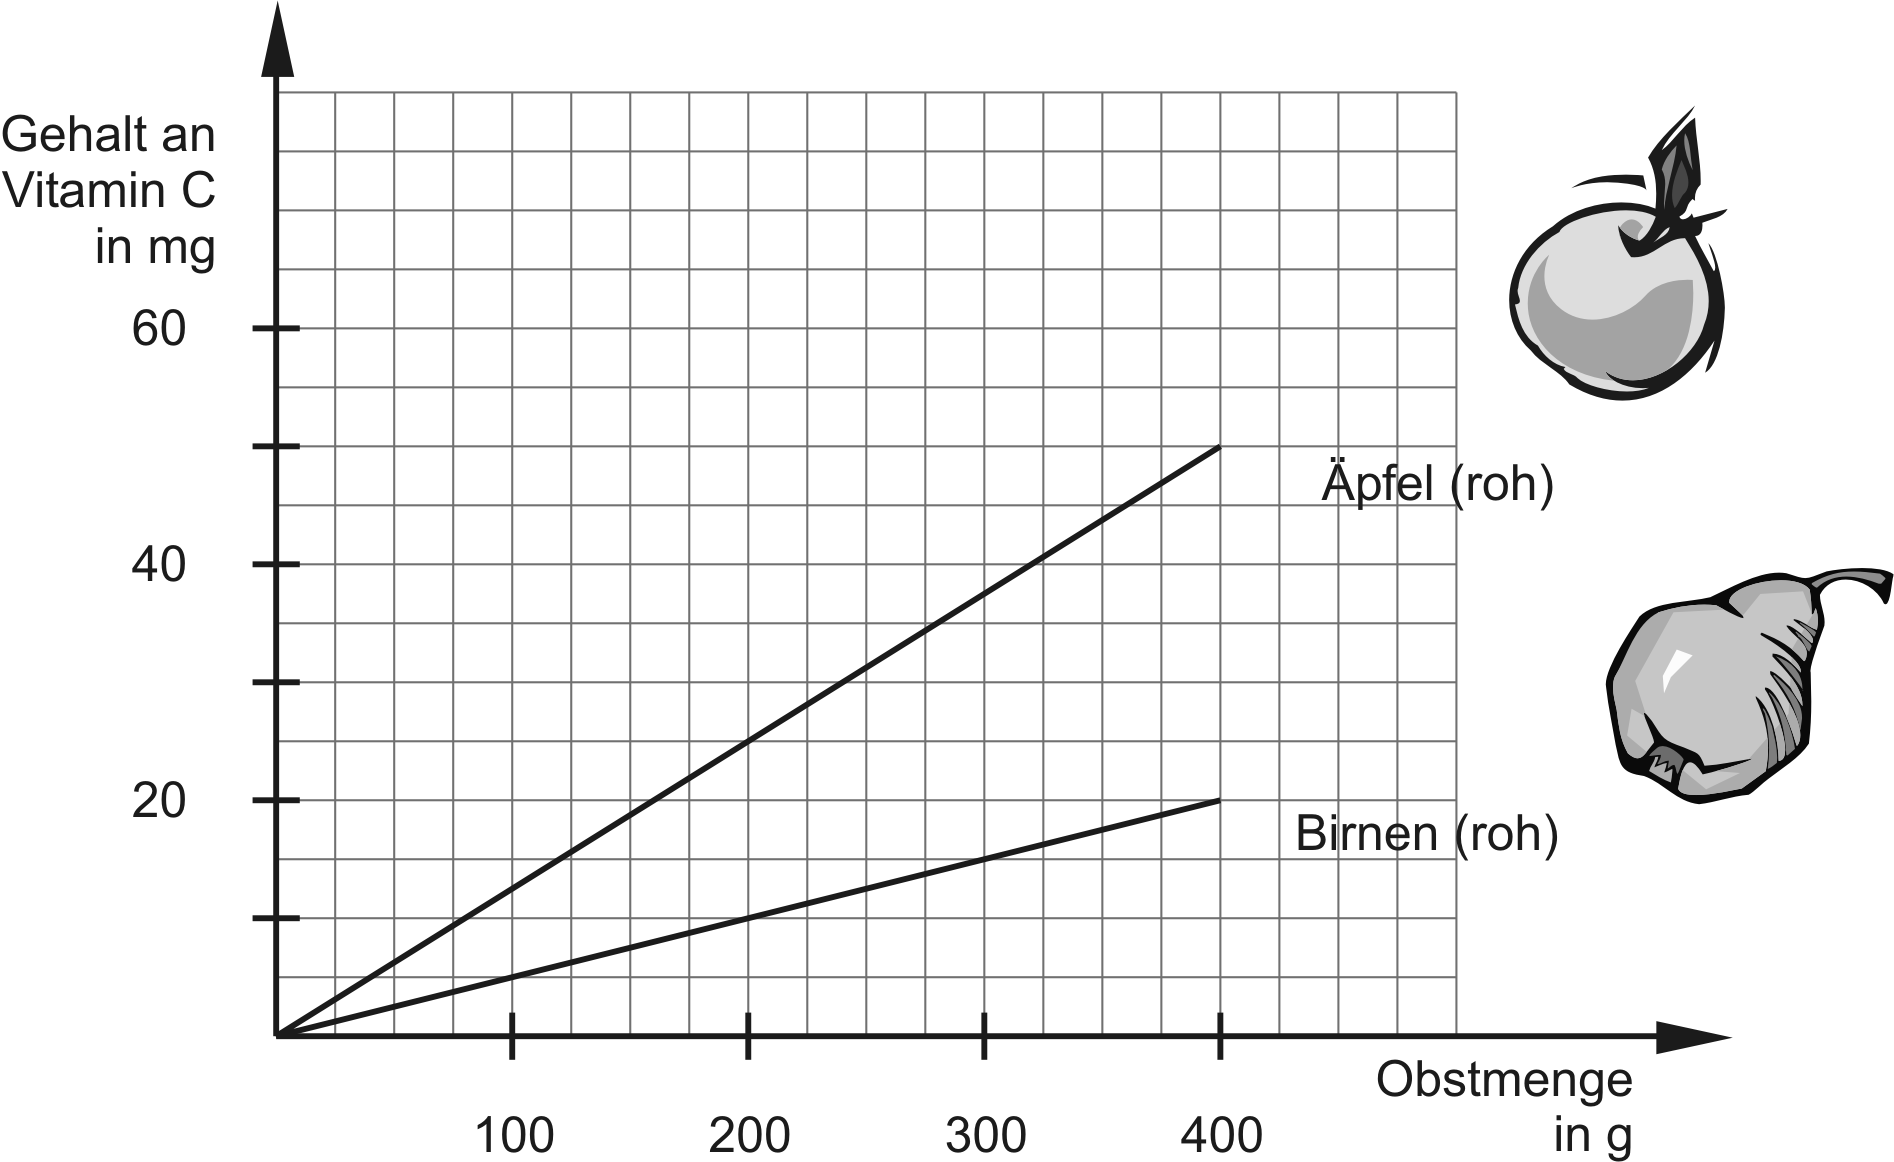 Gehalt an
Vitamin C
in mg
60
40
20
Äpfel (roh)
Birnen (roh)
Obstmenge
in g
100 200 300 400